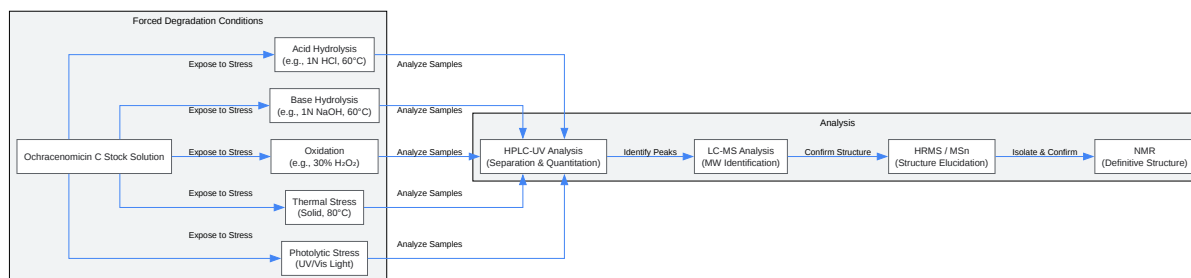 Forced Degradation Conditions
Acid Hydrolysis
(e.g., 1N HCl, 60°C)
Expose to Stress
Analyze Samples
Base Hydrolysis
(e.g., 1N NaOH, 60°C)
Expose to Stress
Analyze Samples
Analysis
Ochracenomicin C Stock Solution
Expose to Stress
Oxidation
(e.g., 30% H₂O₂)
Analyze Samples
HPLC-UV Analysis
(Separation & Quantitation)
Identify Peaks
LC-MS Analysis
(MW Identification)
Confirm Structure
HRMS / MSn
(Structure Elucidation)
Isolate & Confirm
NMR
(Definitive Structure)
Expose to Stress
Thermal Stress
(Solid, 80°C)
Analyze Samples
Expose to Stress
Photolytic Stress
(UV/Vis Light)
Analyze Samples